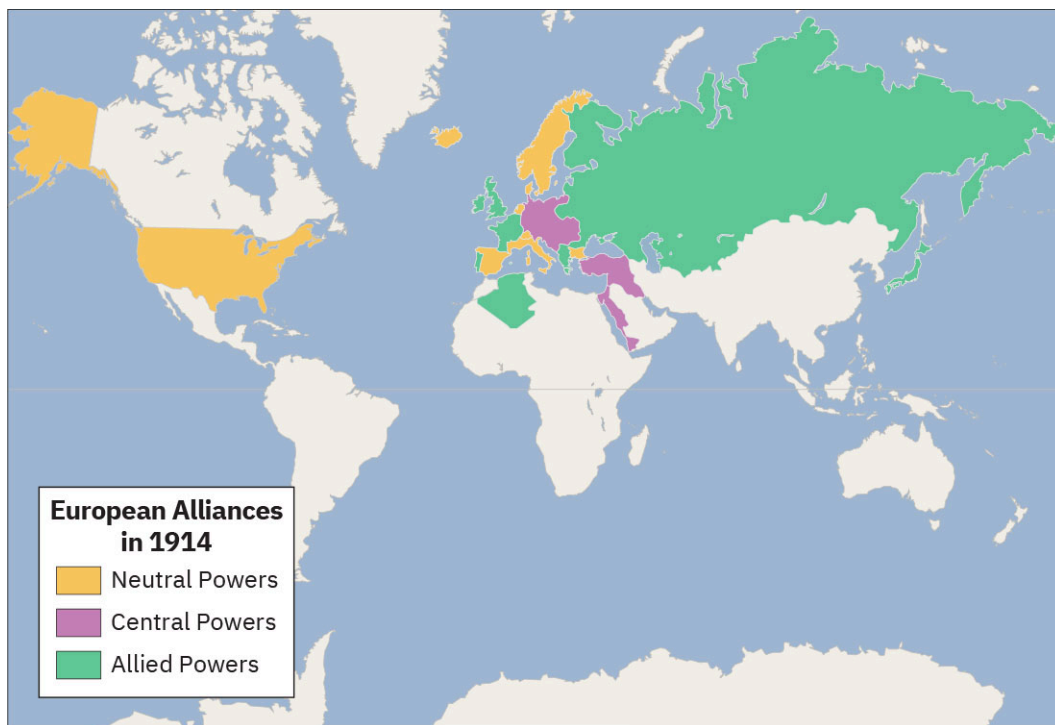 European Alliances
in 1914
Neutral Powers
Central Powers
Allied Powers